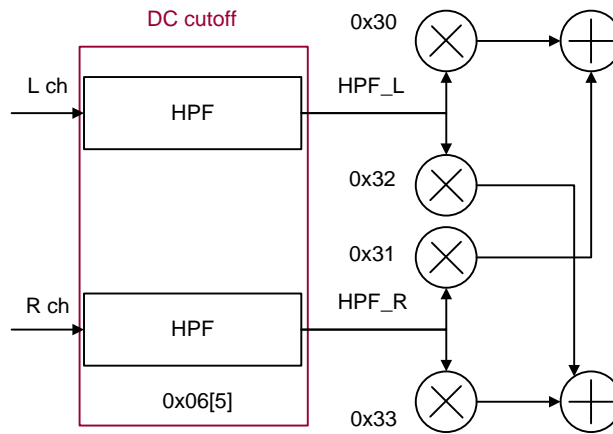 DC cutoff
0x30
L ch
HPF
HPF_L
0x32
0x31
R ch
HPF
HPF_R
0x06[5]
0x33